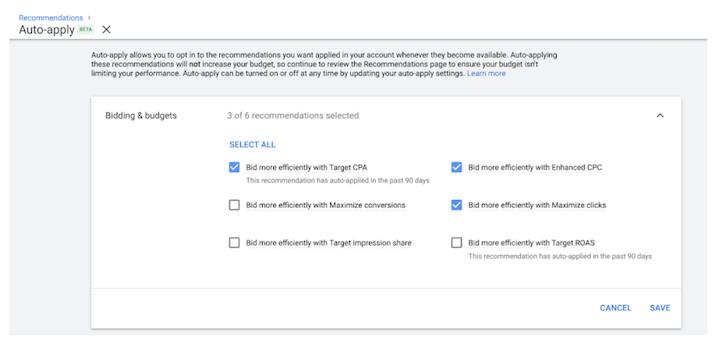 Recommendations
Auto-apply BETA
Auto-apply allows you to opt in to the recommendations you want applied in your account whenever they become available. Auto-applying
these recommendations will not increase your budget, so continue to review the Recommendations page to ensure your budget isn't
limiting your performance. Auto-apply can be turned on or off at any time by updating your auto-apply settings. Learn more
Bidding & budgets 3 of 6 recommendations selected
SELECT ALL
Bid more efficiently with Target CPA Bid more efficiently with Enhanced CPC
This recommendation has auto-applied in the past 90 days
Bid more efficiently with Maximize conversions Bid more efficiently with Maximize clicks
Bid more efficiently with Target impression share Bid more efficiently with Target ROAS
This recommendation has auto-applied in the past 90 days
CANCEL SAVE